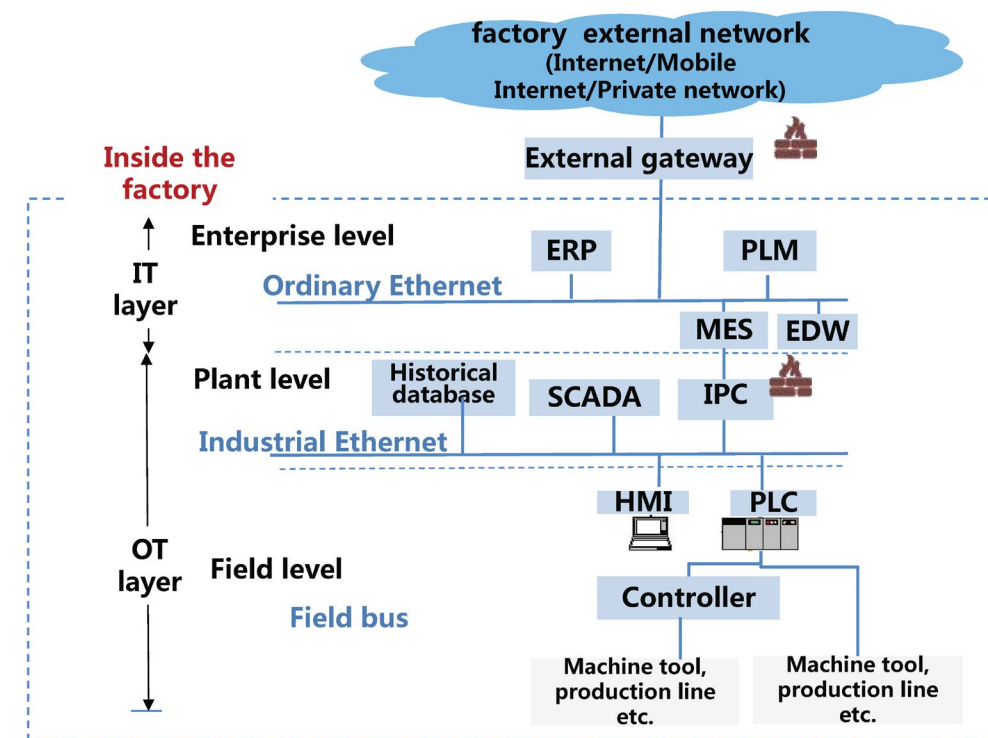 factory external network
(Internet/Mobile
Internet/Private network)
External gateway
Inside the
factory
Enterprise level
ERP
PLM
IT
layer
Ordinary Ethernet
MES
EDW
Plant level
Historical
database
SCADA
IPC
Industrial Ethernet
HMI
PLC
OT
layer
Field level
Field bus
Controller
Machine tool,
production line
etc.
Machine tool,
production line
etc.